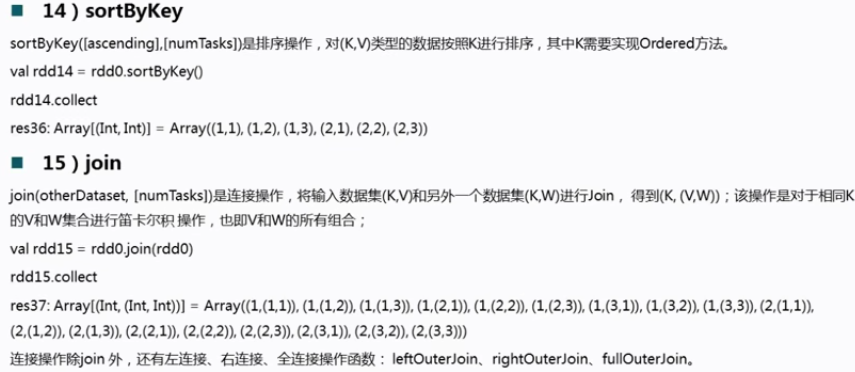 14）sortByKey
sortByKey([ascending],[numTasks])是排序操作，对(K,V)类型的数据按照K进行排序，其中K需要实现Ordered方法。
val rdd14 = rdd0.sortByKey()
rdd14.collect
res36: Array[(Int, Int)] = Array((1,1), (1,2), (1,3), (2,1), (2,2), (2,3))
15）join
join(otherDataset, [numTasks])是连接操作，将输入数据集(K,V)和另外一个数据集(K,W)进行Join， 得到(K, (V,W))；该操作是对于相同K
的V和W集合进行笛卡尔积 操作，也即V和W的所有组合；
val rdd15 = rdd0.join(rdd0)
rdd15.collect
res37: Array[(Int, (Int, Int))] = Array((1,(1,1)), (1,(1,2)), (1,(1,3)), (1,(2,1)), (1,(2,2)), (1,(2,3)), (1,(3,1)), (1,(3,2)), (1,(3,3)), (2,(1,1)),
(2,(1,2)), (2,(1,3)), (2,(2,1)), (2,(2,2)), (2,(2,3)), (2,(3,1)), (2,(3,2)), (2,(3,3)))
连接操作除join 外，还有左连接、右连接、全连接操作函数： leftOuterJoin、rightOuterJoin、fullOuterJoin。